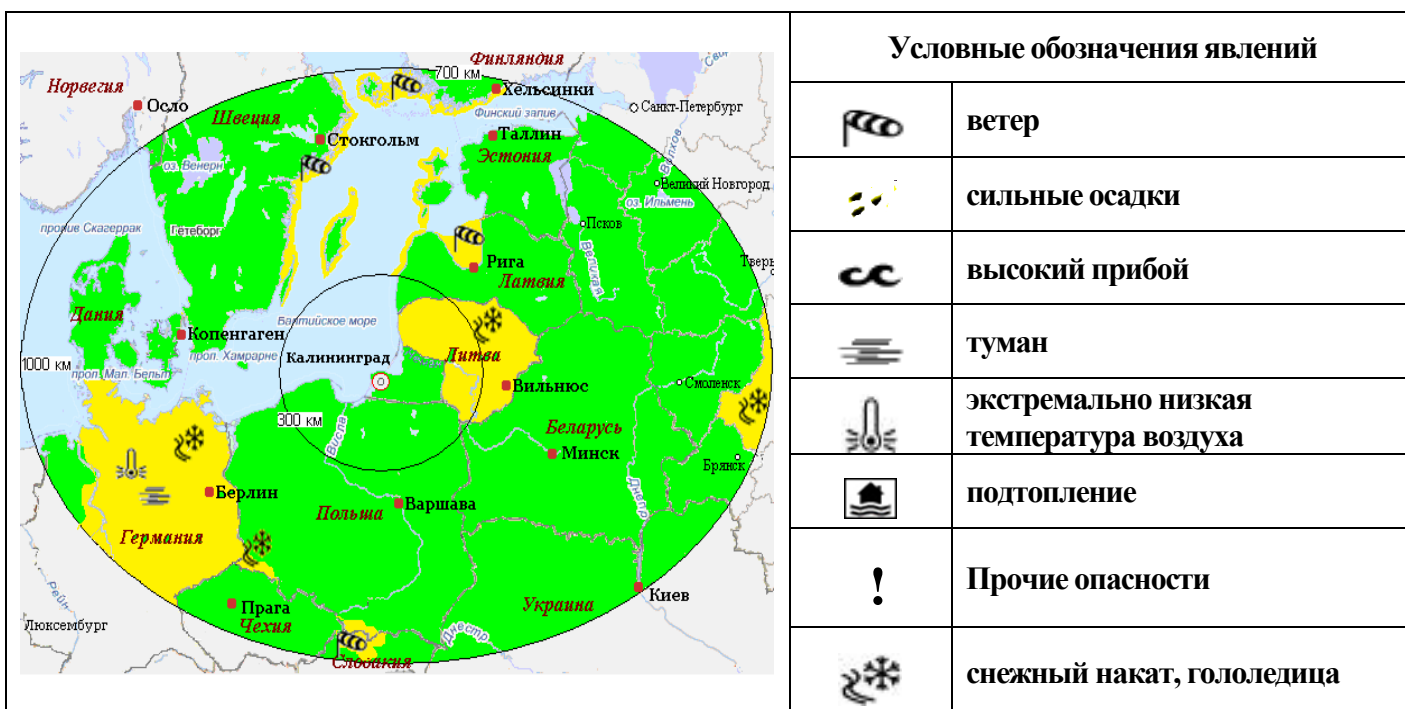 Финляндия
700 км
Норвегия
Хельсинки
Осло
Санкт-Петербург
Швеция
Финский залив
Стокгольм
Таллин
Волхов
Эстония
оз. Венерн
Великий Новгород
оз. Ильмень
пролив Скагеррак
Гетеборг
Псков
Великая
Рига
Тверь
Латвия
Дания
Балтийское море
Копенгаген
прол. Хамрарне
Калининград
Литва
1000 км
прол. Мал. Бельт
Вильнюс
Смоленск
300 км
Висла
Беларусь
Минск
Брянск
Берлин
Польша
Варшава
Днепр
Германия
Рейн
Прага
Украина
Киев
Люксембург
Чехия
Днестр
Словакия
Условные обозначения явлений
ветер
сильные осадки
высокий прибой
туман
экстремально низкая
температура воздуха
подтопление
! Прочие опасности
снежный накат, гололедица